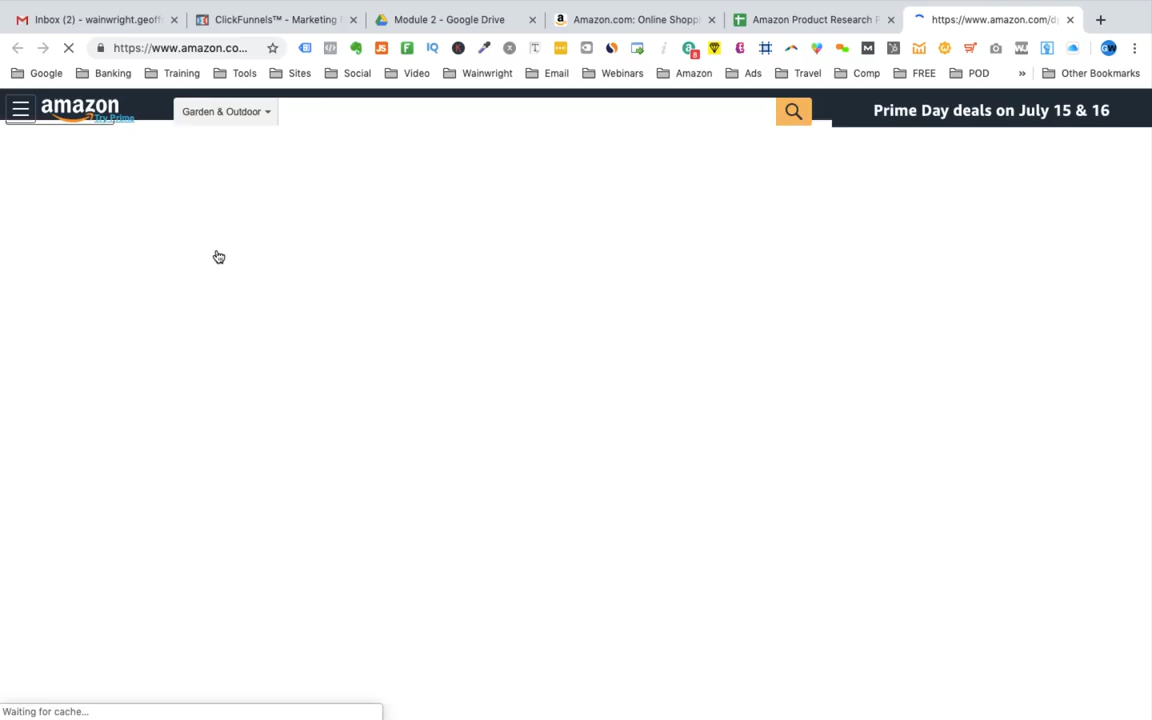 Inbox (2) - wainwright.geoff
ClickFunnels™ - Marketing
Module 2 - Google Drive
Amazon.com: Online Shoppi
Amazon Product Research
https://www.amazon.com/d
https://www.amazon.co...
Google Banking Training Tools Sites Social Video Wainwright Email Webinars Amazon Ads Travel Comp FREE POD » Other Bookmarks
amazon
Try Prime
Garden & Outdoor
Prime Day deals on July 15 & 16
Waiting for cache...